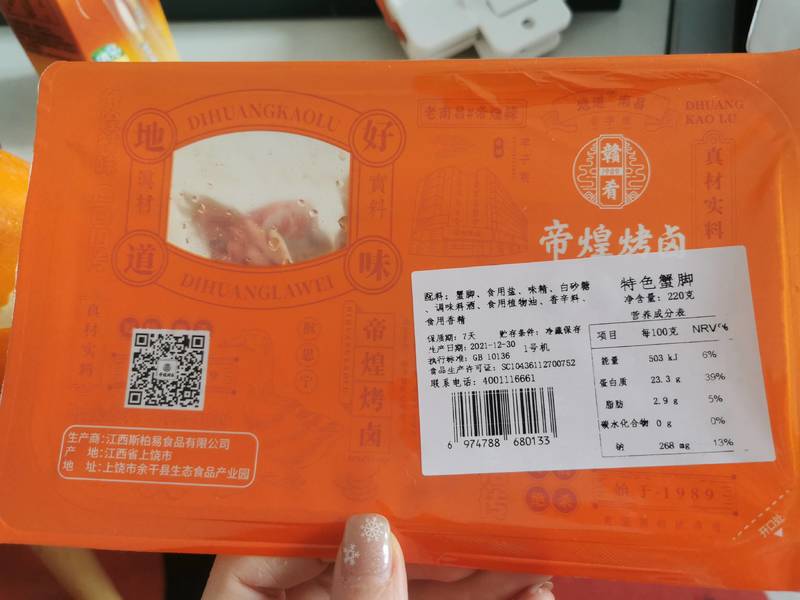 DIHUANGKAOLU
地
好
真材
實料
道
味
DIHUANGLAWEI
老南昌#帝煌號
DHUANG
KAO LU
赣
肴
真材实料
帝煌烤卤
真材实料
帝煌烤卤
特色蟹脚
净含量: 220克
配料: 蟹脚、食用盐、味精、白砂糖
、调味料酒、食用植物油、香辛料、
食用香精
保质期: 7天 贮存条件: 冷藏保存
生产日期: 2021-12-30 1号机
执行标准: GB 10136
食品生产许可证: SC10436112700752
联系电话: 4001116661
6 974788 680133
营养成分表
项目 每100克 NRV%
能量 503 kJ 6%
蛋白质 23.3 g 39%
脂肪 2.9 g 5%
碳水化合物 0 g 0%
钠 268 mg 13%
生产商: 江西斯柏易食品有限公司
产 地: 江西省上饶市
地 址: 上饶市余干县生态食品产业园
始于1989
开口处